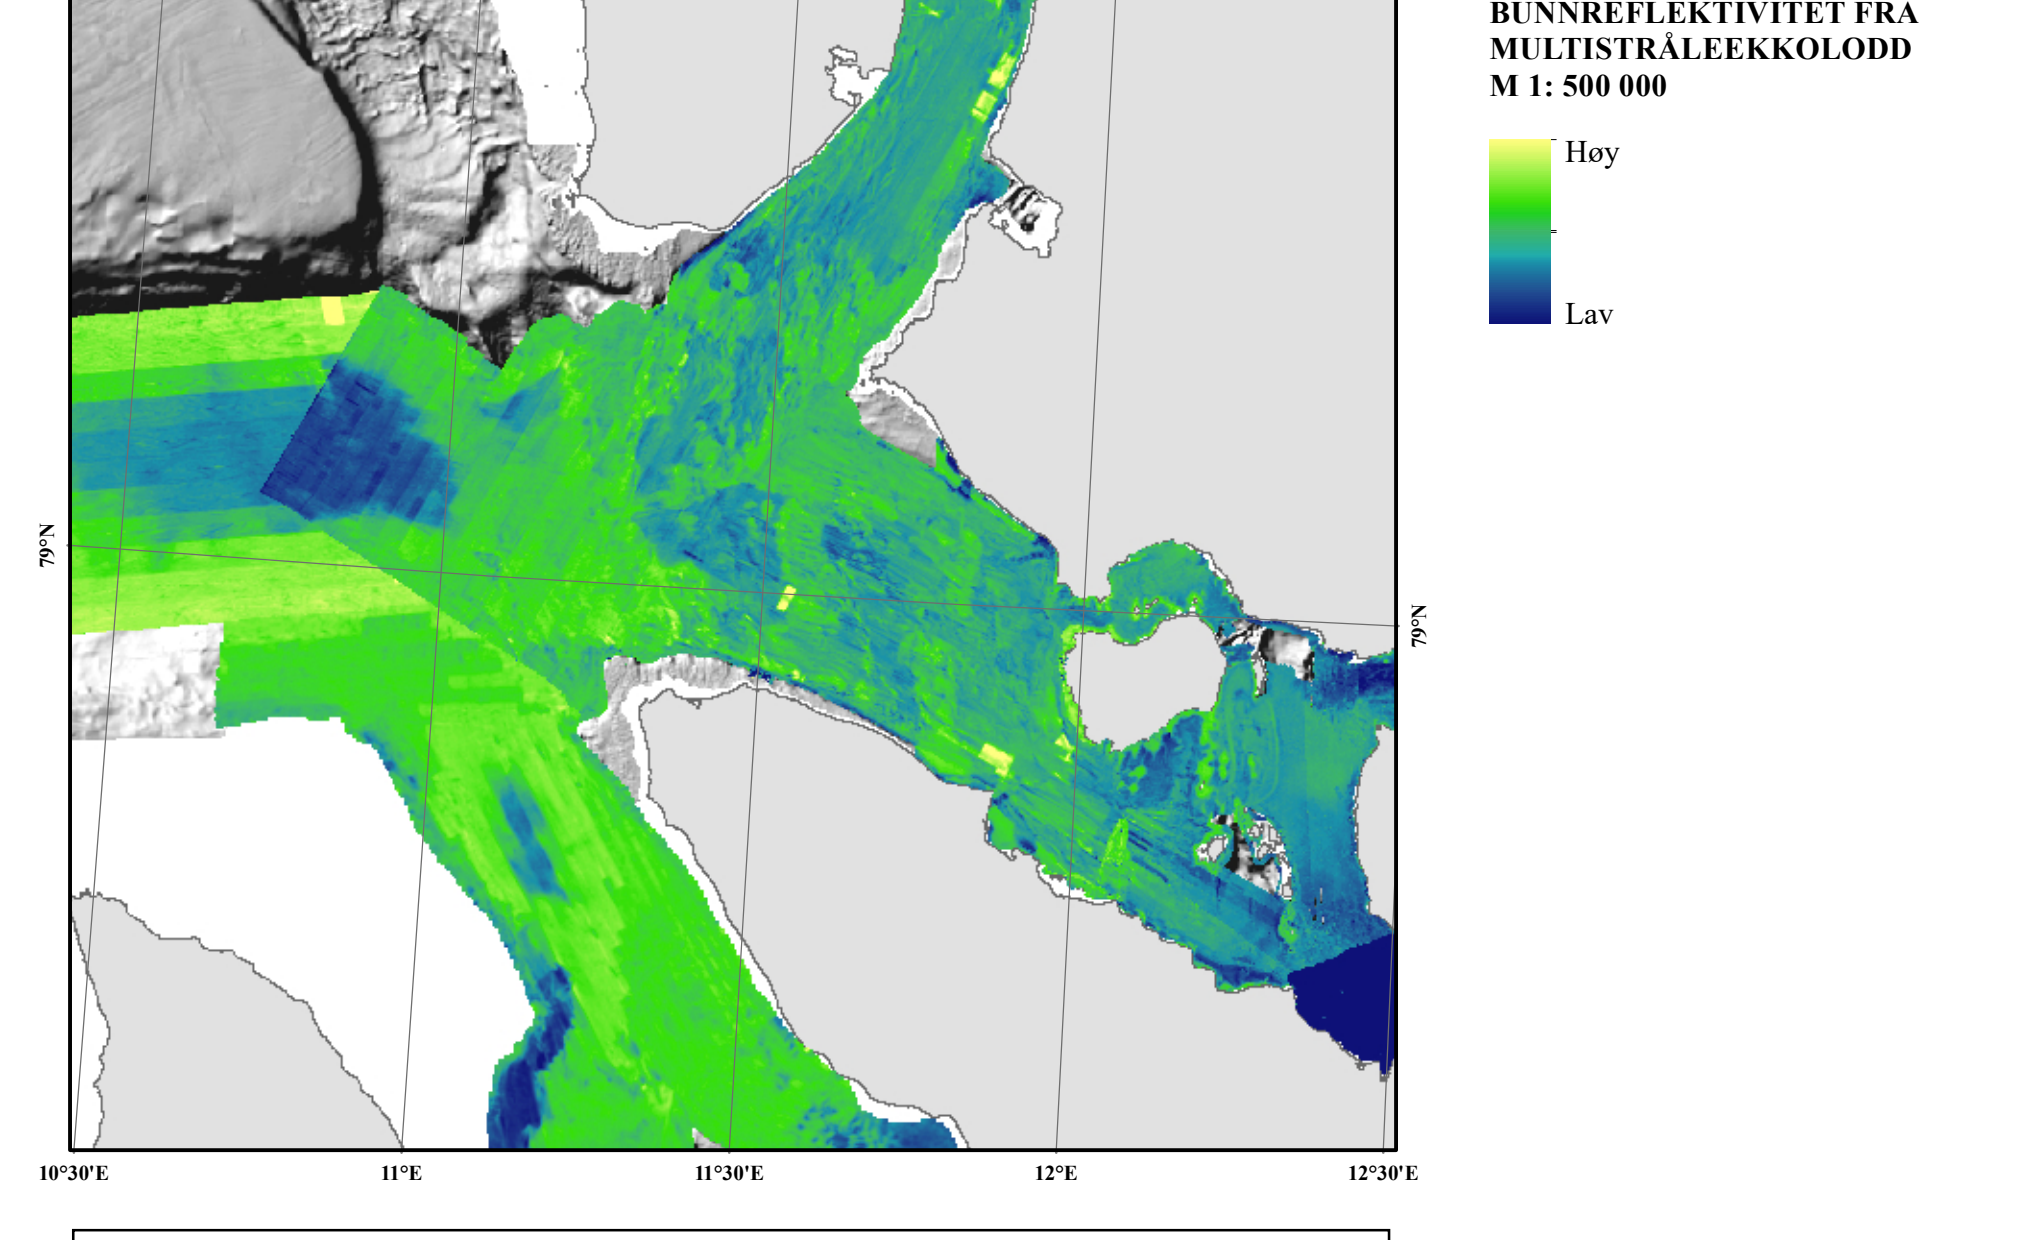 BUNNREFLEKTIVITET FRA
MULTISTRÅLEEKKOLODD
M 1: 500 000
Høy
Lav
79°N
79°N
10°30'E
11°E
11°30'E
12°E
12°30'E